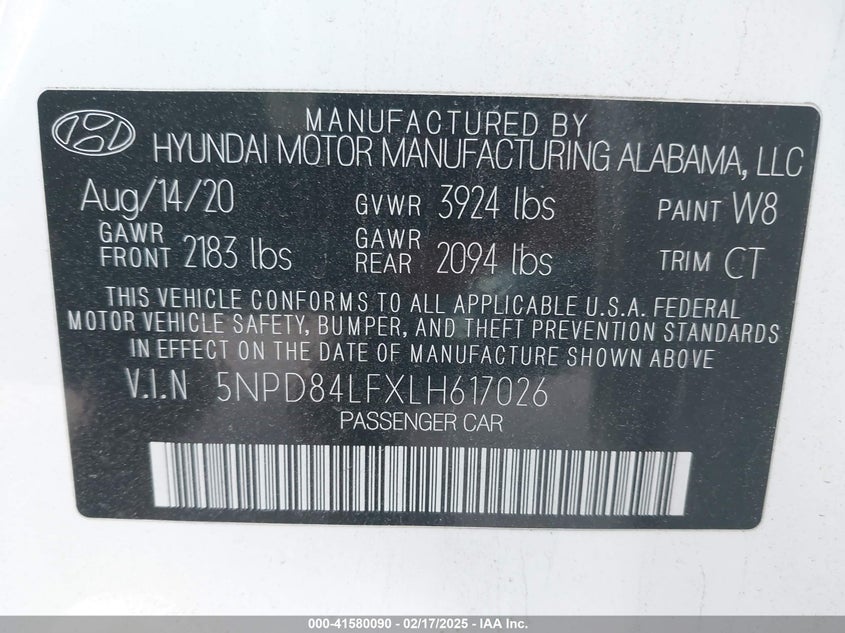 MANUFACTURED BY
HYUNDAI MOTOR MANUFACTURING ALABAMA, LLC
Aug/14/20 GVWR 3924 lbs PAINT W8
GAWR FRONT 2183 lbs GAWR REAR 2094 lbs TRIM CT
THIS VEHICLE CONFORMS TO ALL APPLICABLE U.S.A. FEDERAL
MOTOR VEHICLE SAFETY, BUMPER, AND THEFT PREVENTION STANDARDS
IN EFFECT ON THE DATE OF MANUFACTURE SHOWN ABOVE.
V.I.N 5NPD84LFXLH617026
PASSENGER CAR
000-41580090 - 02/17/2025 - IAA Inc.